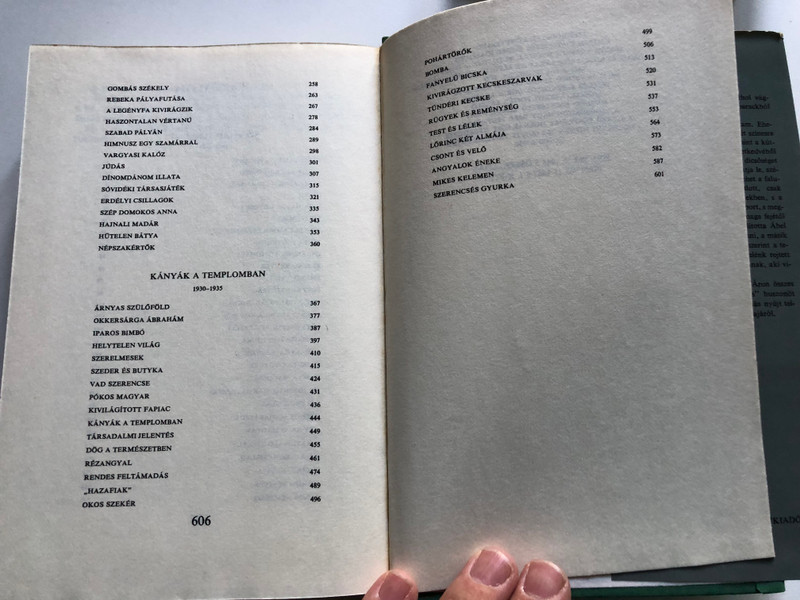 GOMBÁS SZÉKELY 258
REBEKA PÁLYAFUTÁSA 263
A LEGÉNYFA KIVIRÁGZIK 267
HASZONTALAN VÉRTANÚ 278
SZABAD PÁLYÁN 284
HIMNUSZ EGY SZAMÁRRAL 289
VARGYASI KALÓZ 298
JÚDÁS 301
DÍNOMDÁNOM ILLATA 307
SÓVIDÉKI TÁRSASJÁTÉK 315
ERDÉLYI CSILLAGOK 321
SZÉP DOMOKOS ANNA 335
HAJNALI MADÁR 343
HŰTELEN BÁTYA 353
NÉPSZAKÉRTŐK 360
KÁNYÁK A TEMPLOMBAN
1930–1935
ÁRNYAS SZÜLŐFÖLD 367
OKKERSÁRGA ÁBRAHÁM 377
IPAROS BIMBÓ 387
HELYTELEN VILÁG 397
SZERELMESEK 410
SZEDER ÉS BUTYKA 415
VAD SZERENCSE 424
PÓKOS MAGYAR 431
KIVILÁGÍTOTT FAPIAC 436
KÁNYÁK A TEMPLOMBAN 444
TÁRSADALMI JELENTÉS 449
DÖG A TERMÉSZETBEN 455
RÉZANGYAL 461
RENDES FELTÁMADÁS 474
„HAZAFIAK” 489
OKOS SZEKÉR 496
606
POHÁRTÖRŐK 499
BOMBA 506
FANYELŰ BICSKA 513
KIVIRÁGZOTT KECSKESZARVAK 520
TÜNDÉRI KECSKE 531
RÜGYEK ÉS REMÉNYSÉG 537
TEST ÉS LÉLEK 553
LŐRINC KÉT ALMÁJA 564
CSONT ÉS VELŐ 573
ANGYALOK ÉNEKE 582
MIKES KELEMEN 587
SZERENCSÉS GYURKA 601